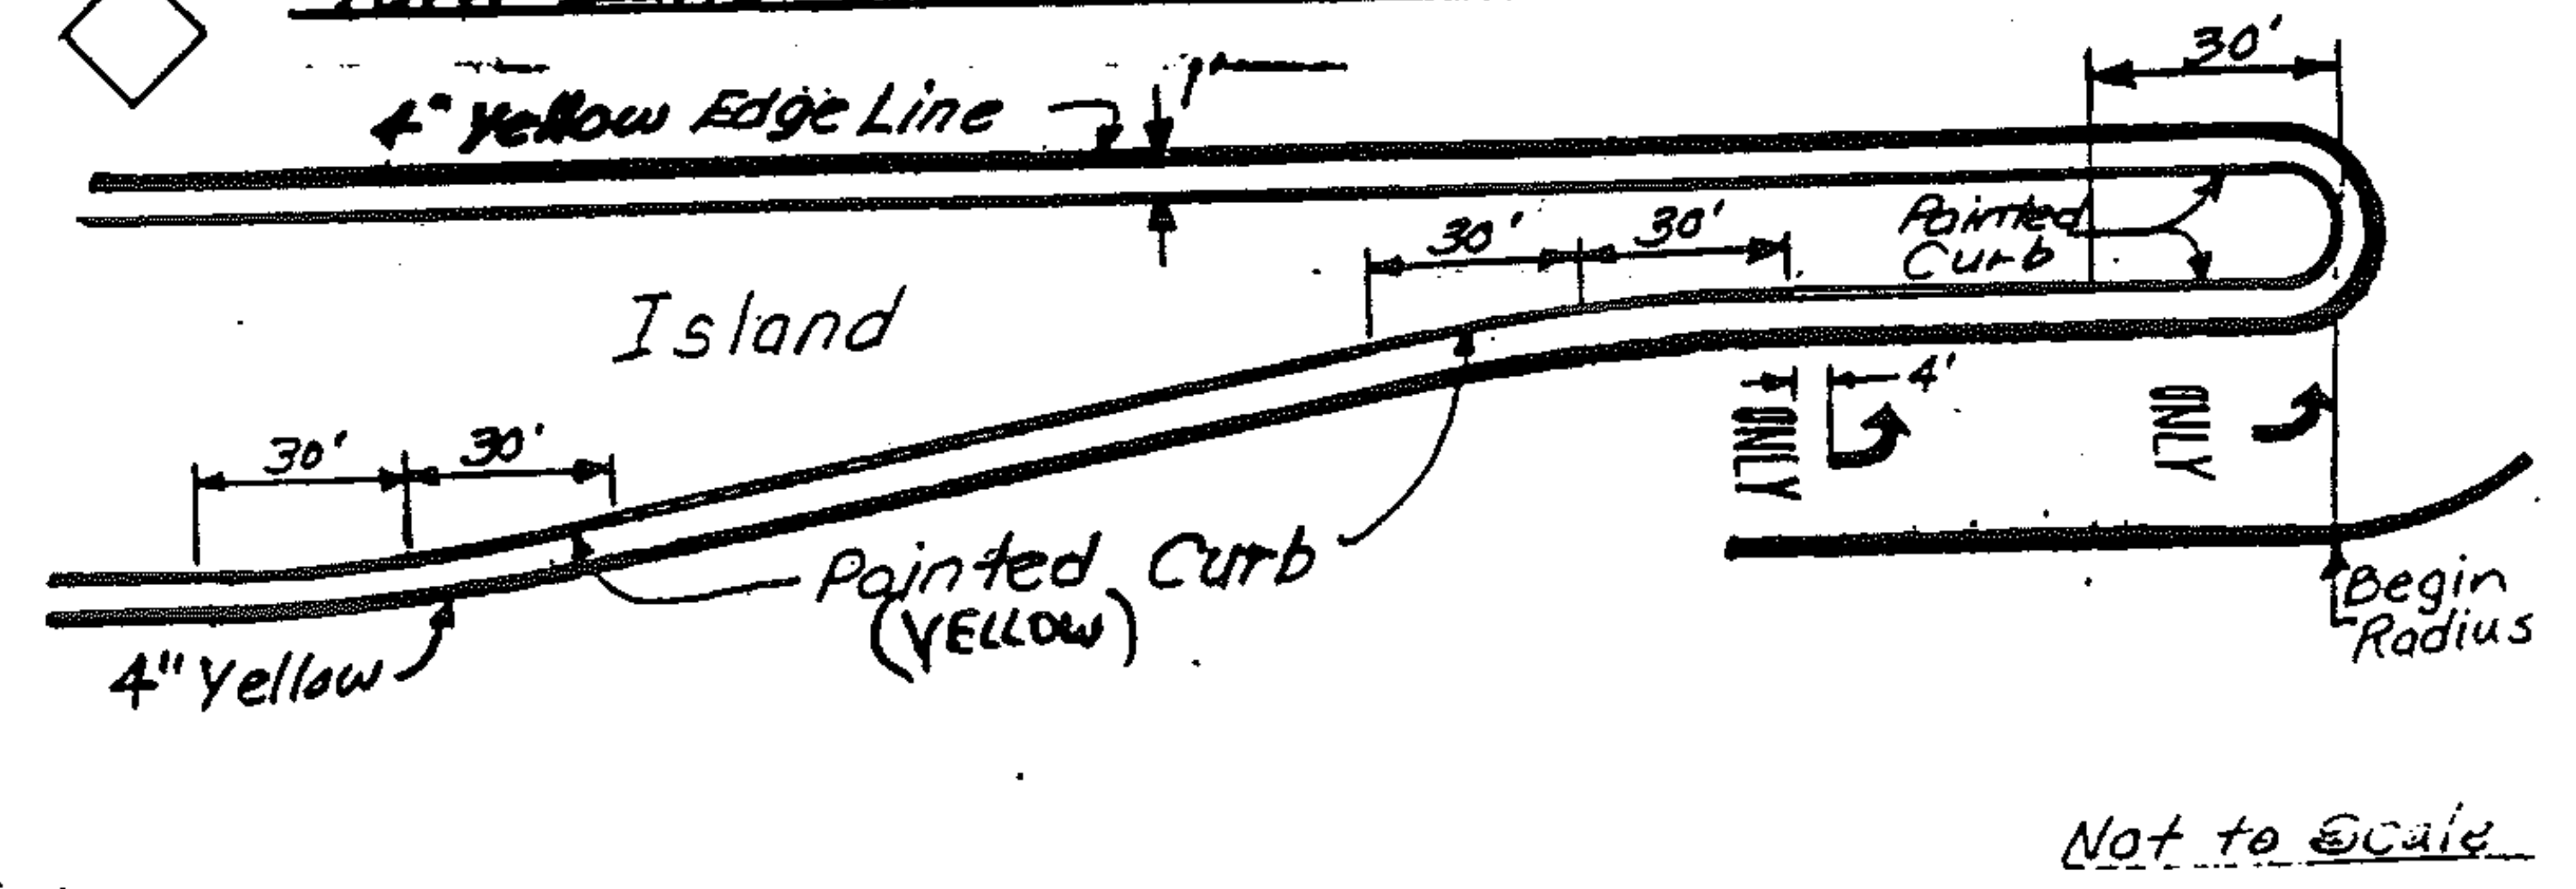 30'
4" Yellow Edge Line
30'
30'
Painted
Curb
Island
4'
ONLY
ONLY
30'
30'
Painted Curb
(YELLOW)
Begin
Radius
4" Yellow
Not to Scale